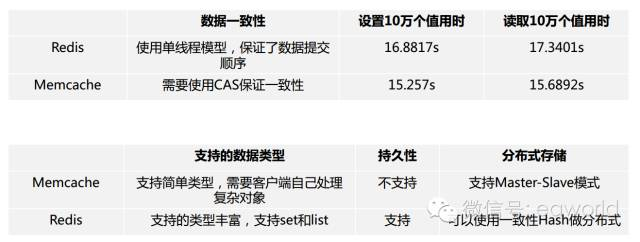 数据一致性 设置10万个值用时 读取10万个值用时
Redis 使用单线程模型，保证了数据提交 16.8817s 17.3401s
顺序
Memcache 需要使用CAS保证一致性 15.257s 15.6892s
支持的数据类型 持久性 分布式存储
Memcache 支持简单类型，需要客户端自己处理 不支持 支持Master-Slave模式
复杂对象
Redis 支持的类型丰富，支持set和list 支持 可以使用一致性Hash做分布式
微信号: eaworld